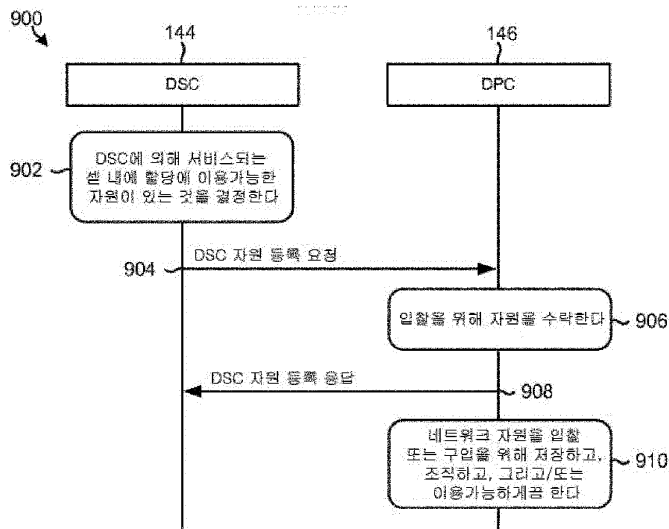 900
144
146
DSC
DPC
902
DSC에 의해 서비스되는
셀 내에 할당에 이용가능한
자원이 있는 것을 결정한다
DSC 자원 등록 요청
904
입찰을 위해 자원을 수락한다
906
DSC 자원 등록 응답
908
네트워크 자원을 입찰
또는 구입을 위해 저장하고,
조직하고, 그리고/또는
이용가능하게끔 한다
910